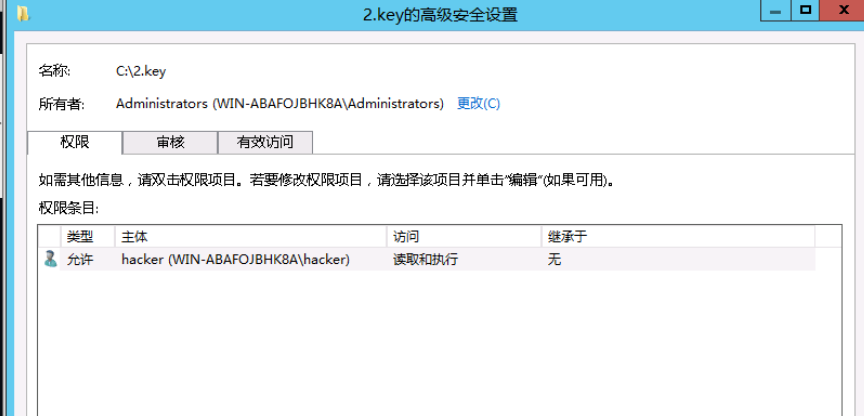 2.key的高级安全设置
名称: C:\2.key
所有者: Administrators (WIN-ABAFOJBHK8A\Administrators) 更改(C)
权限 审核 有效访问
如需其他信息，请双击权限项目。若要修改权限项目，请选择该项目并单击"编辑"(如果可用)。
权限条目:
类型 主体 访问 继承于
允许 hacker (WIN-ABAFOJBHK8A\hacker) 读取和执行 无